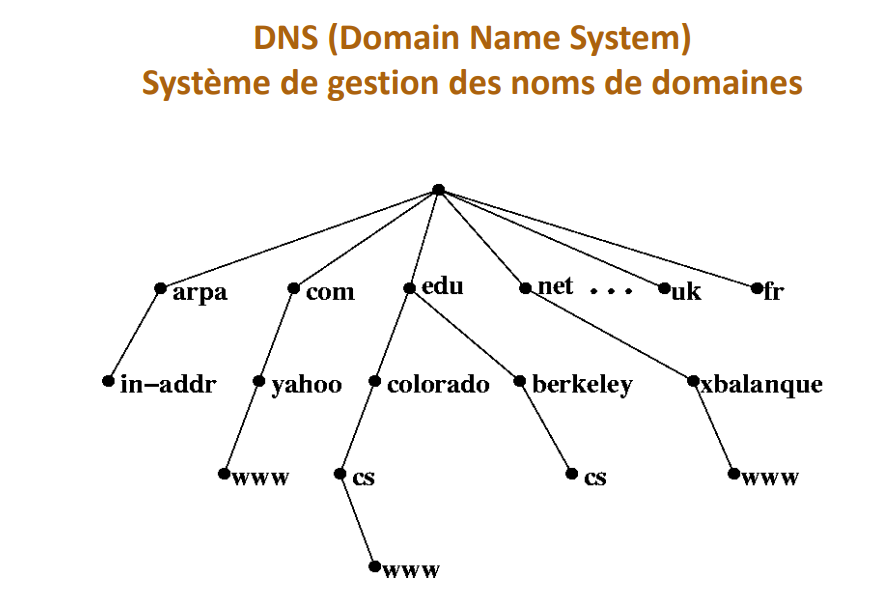 DNS (Domain Name System)
Système de gestion des noms de domaines
arpa com edu net ... uk fr
in-addr yahoo colorado berkeley xbalanque
www cs cs www
www